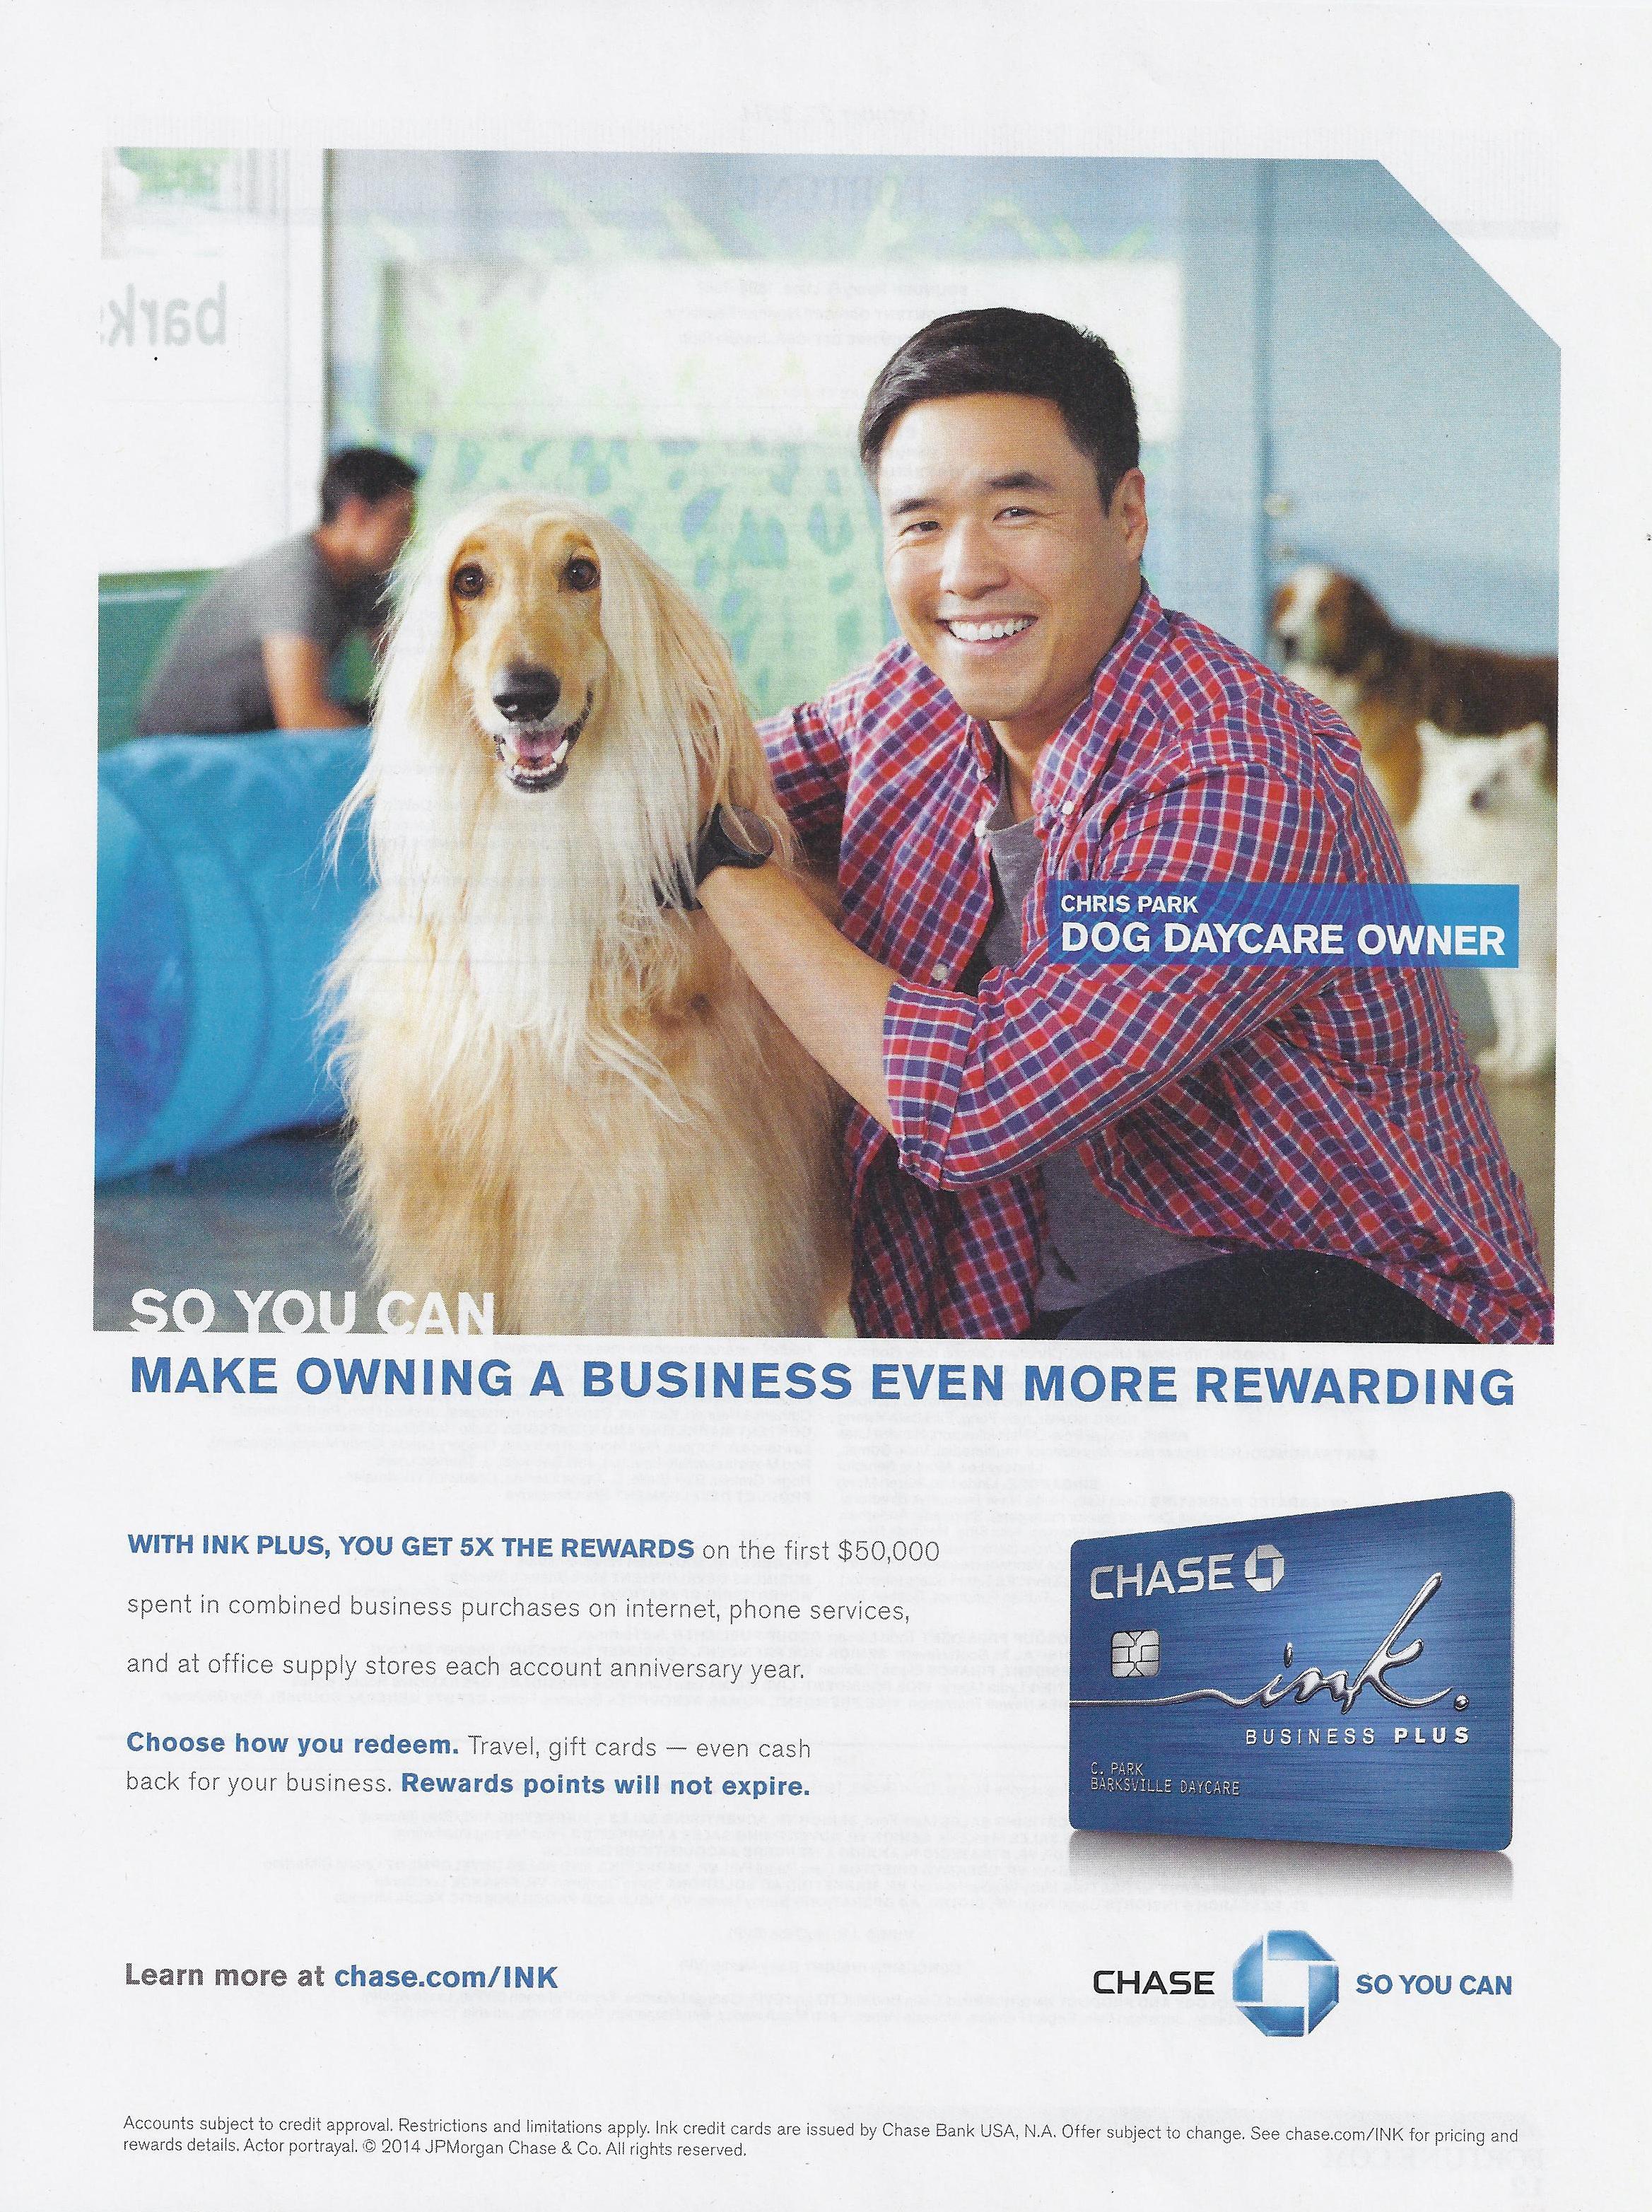 barks
CHRIS PARK
DOG DAYCARE OWNER
SO YOU CAN
MAKE OWNING A BUSINESS EVEN MORE REWARDING
WITH INK PLUS, YOU GET 5X THE REWARDS on the first $50,000
spent in combined business purchases on internet, phone services,
and at office supply stores each account anniversary year.
Choose how you redeem. Travel, gift cards — even cash
back for your business. Rewards points will not expire.
CHASE
ink.
BUSINESS PLUS
C. PARK
BARKSVILLE DAYCARE
Learn more at chase.com/INK
CHASE SO YOU CAN
Accounts subject to credit approval. Restrictions and limitations apply. Ink credit cards are issued by Chase Bank USA, N.A. Offer subject to change. See chase.com/INK for pricing and
rewards details. Actor portrayal. © 2014 JPMorgan Chase & Co. All rights reserved.